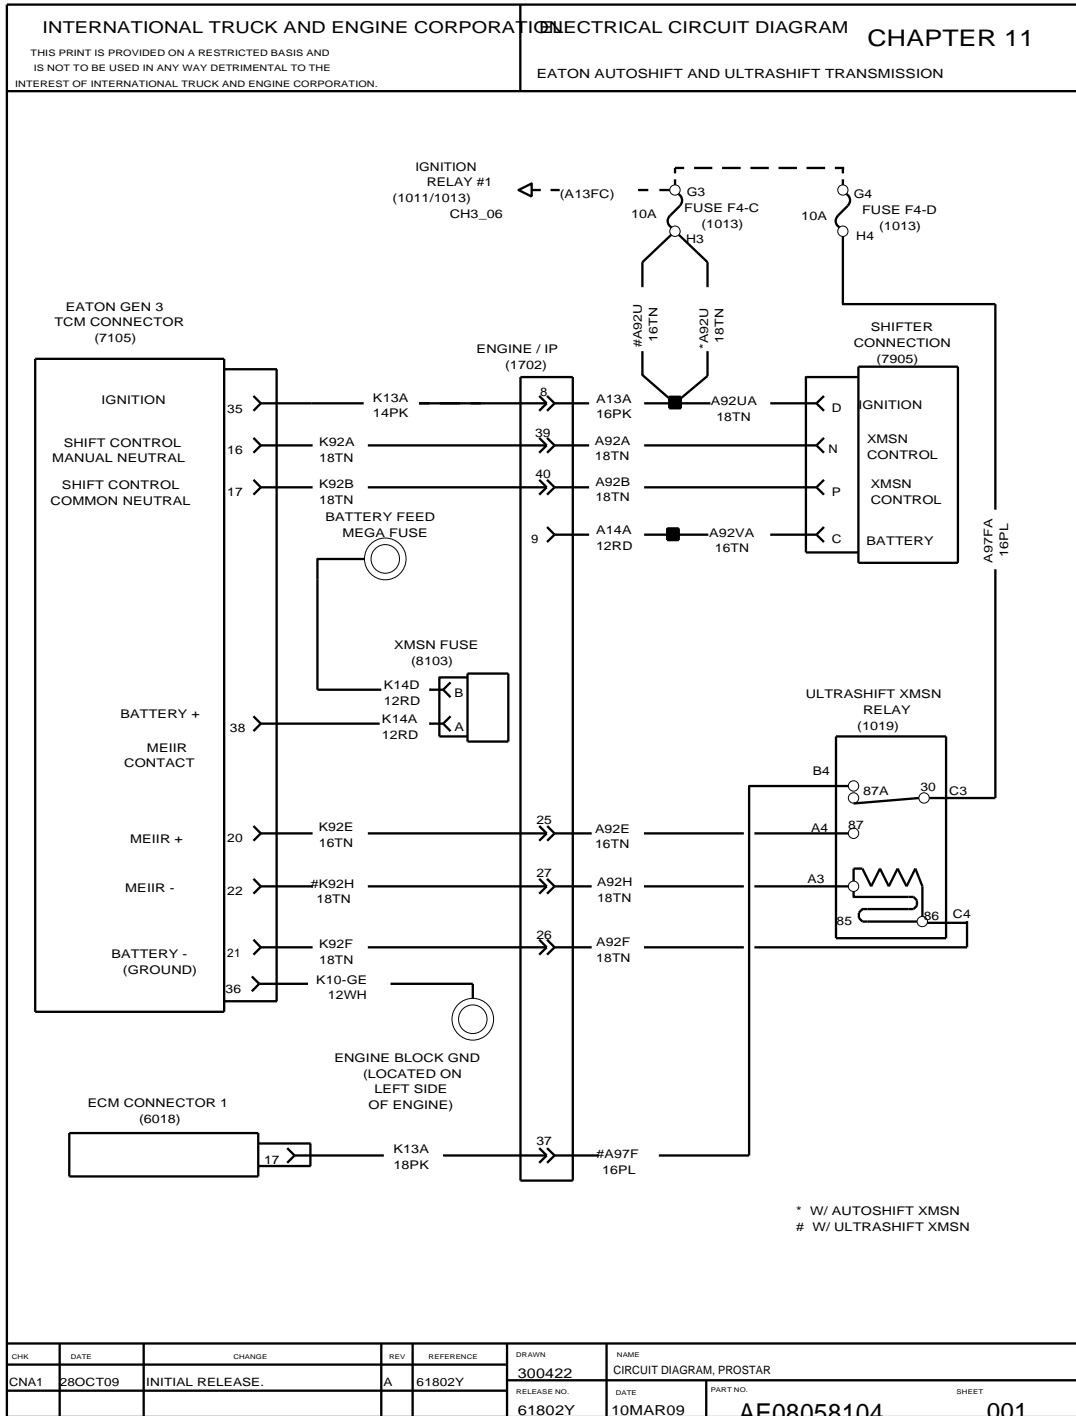 INTERNATIONAL TRUCK AND ENGINE CORPORATION
THIS PRINT IS PROVIDED ON A RESTRICTED BASIS AND
IS NOT TO BE USED IN ANY WAY DETRIMENTAL TO THE
INTEREST OF INTERNATIONAL TRUCK AND ENGINE CORPORATION.
ELECTRICAL CIRCUIT DIAGRAM
CHAPTER 11
EATON AUTOSHIFT AND ULTRASHIFT TRANSMISSION
IGNITION
RELAY #1
(1011/1013)
CH3_06
(A13FC)
G3
10A
FUSE F4-C
(1013)
H3
G4
10A
FUSE F4-D
(1013)
H4
#A92U
16TN
*A92U
18TN
EATON GEN 3
TCM CONNECTOR
(7105)
ENGINE / IP
(1702)
SHIFTER
CONNECTION
(7905)
IGNITION
35
K13A
14PK
8
A13A
16PK
A92UA
18TN
D
IGNITION
SHIFT CONTROL
MANUAL NEUTRAL
16
K92A
18TN
39
A92A
18TN
N
XMSN
CONTROL
SHIFT CONTROL
COMMON NEUTRAL
17
K92B
18TN
40
A92B
18TN
P
XMSN
CONTROL
BATTERY FEED
MEGA FUSE
9
A14A
12RD
A92VA
16TN
C
BATTERY
A97FA
16PL
XMSN FUSE
(8103)
K14D
12RD
B
BATTERY +
38
K14A
12RD
A
MEIIR
CONTACT
ULTRASHIFT XMSN
RELAY
(1019)
B4
87A
30
C3
MEIIR +
20
K92E
16TN
25
A92E
16TN
A4
87
MEIIR -
22
#K92H
18TN
27
A92H
18TN
A3
85
86
C4
BATTERY -
(GROUND)
21
K92F
18TN
26
A92F
18TN
36
K10-GE
12WH
ENGINE BLOCK GND
(LOCATED ON
LEFT SIDE
OF ENGINE)
ECM CONNECTOR 1
(6018)
17
K13A
18PK
37
#A97F
16PL
* W/ AUTOSHIFT XMSN
# W/ ULTRASHIFT XMSN
CHK DATE CHANGE REV REFERENCE
CNA1 28OCT09 INITIAL RELEASE. A 61802Y
DRAWN
300422
NAME
CIRCUIT DIAGRAM, PROSTAR
RELEASE NO.
61802Y
DATE
10MAR09
PART NO.
AE08058104
SHEET
001